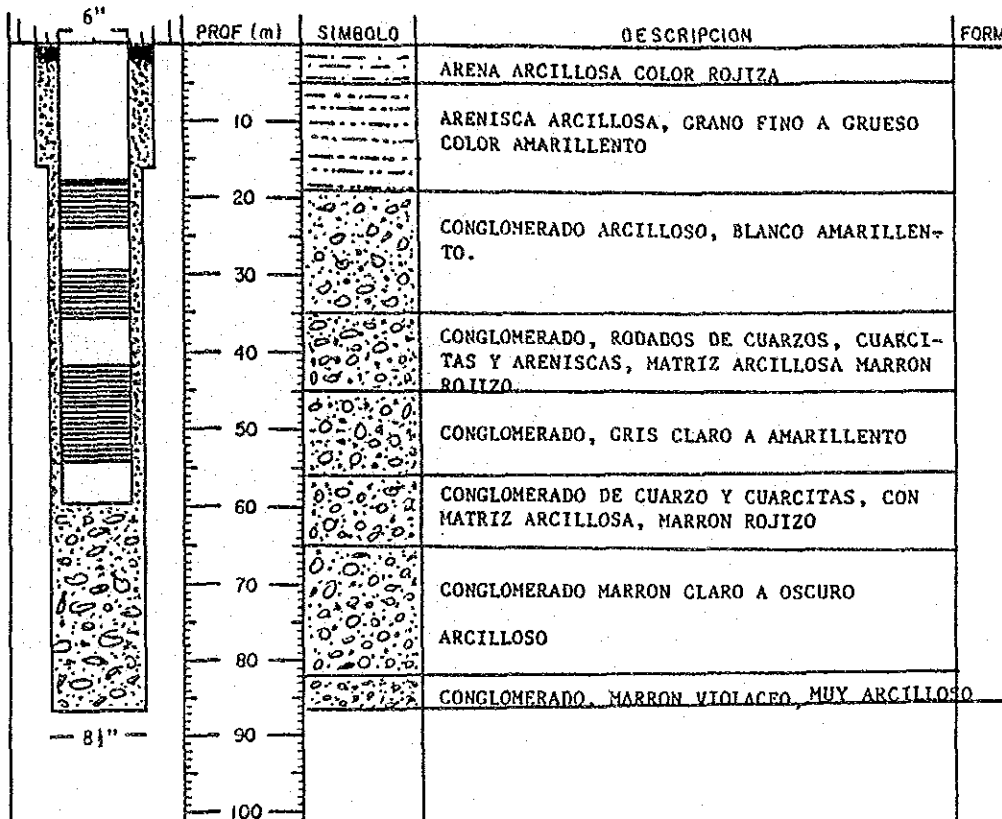 6"
PROF (m) SIMBOLO DESCRIPCION FORM
ARENA ARCILLOSA COLOR ROJIZA
10
ARENISCA ARCILLOSA, GRANO FINO A GRUESO
COLOR AMARILLENTO
20
CONGLOMERADO ARCILLOSO, BLANCO AMARILLEN-
TO.
30
CONGLOMERADO, RODADOS DE CUARZOS, CUARCI-
40
TAS Y ARENISCAS, MATRIZ ARCILLOSA MARRON
ROJIZO
50
CONGLOMERADO, GRIS CLARO A AMARILLENTO
CONGLOMERADO DE CUARZO Y CUARCITAS, CON
60
MATRIZ ARCILLOSA, MARRON ROJIZO
70
CONGLOMERADO MARRON CLARO A OSCURO
ARCILLOSO
80
CONGLOMERADO, MARRON VIOLACEO, MUY ARCILLOSO
8½"
90
100